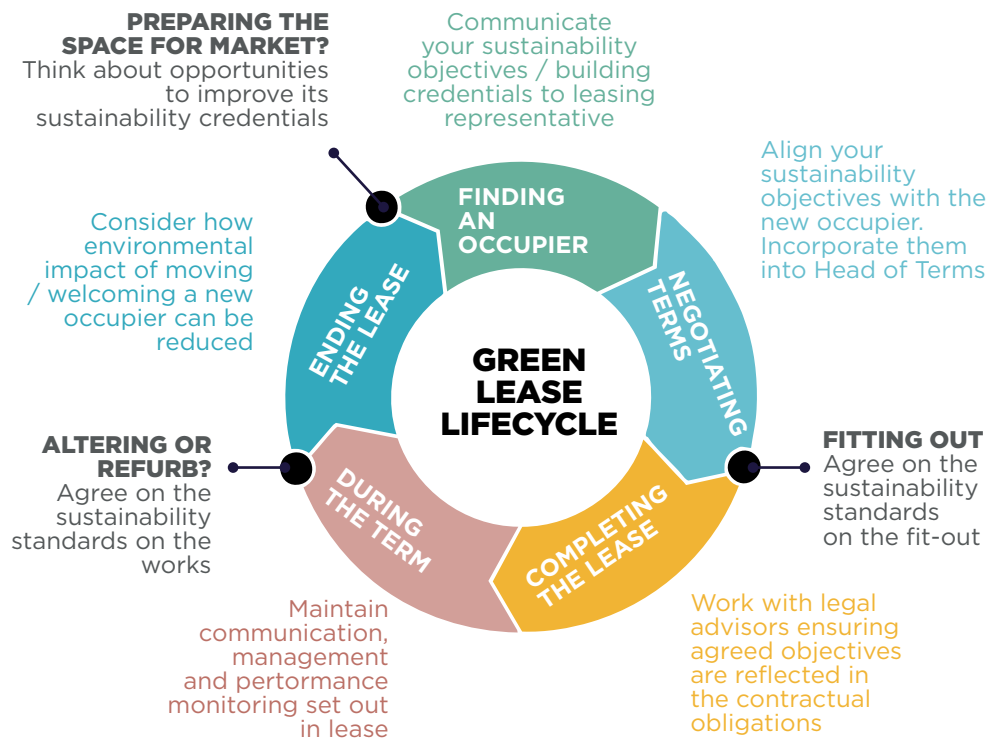 PREPARING THE
SPACE FOR MARKET?
Think about opportunities
to improve its
sustainability credentials
Communicate
your sustainability
objectives / building
credentials to leasing
representative
Align your
sustainability
objectives with the
new occupier.
Incorporate them
into Head of Terms
Consider how
environmental
impact of moving
/ welcoming a new
occupier can be
reduced
FINDING
AN
OCCUPIER
NEGOTIATING
TERMS
ENDING
THE LEASE
GREEN
LEASE
LIFECYCLE
ALTERING OR
REFURB?
Agree on the
sustainability
standards on the
works
FITTING OUT
Agree on the
sustainability
standards
on the fit-out
DURING
THE TERM
COMPLETING
THE LEASE
Maintain
communication,
management
and pertormance
monitoring set out
in lease
Work with legal
advisors ensuring
agreed objectives
are reflected in
the contractual
obligations